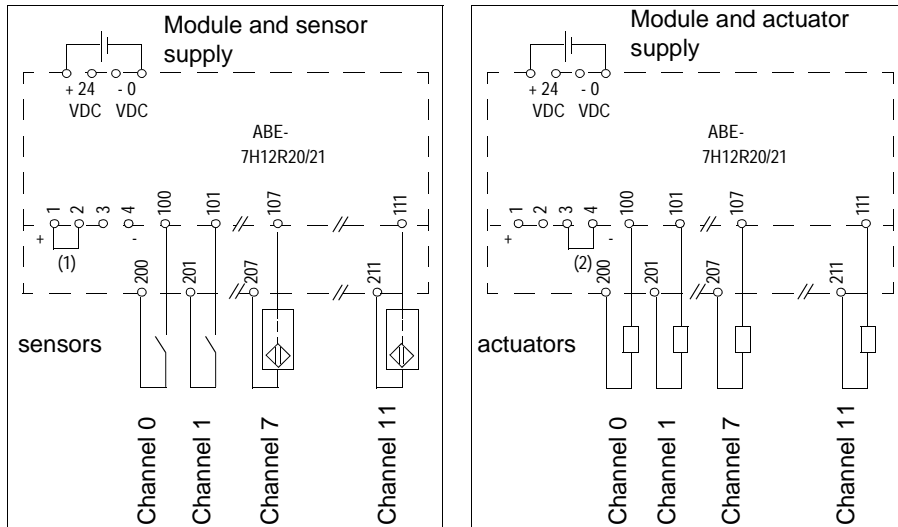 Module and sensor
supply
+ 24 - 0
VDC VDC
ABE-
7H12R20/21
1 2 3 4 100 101 107 111
+ -
(1)
200 201 207 211
sensors
Channel 0
Channel 1
Channel 7
Channel 11
Module and actuator
supply
+ 24 - 0
VDC VDC
ABE-
7H12R20/21
1 2 3 4 100 101 107 111
+ -
(2)
200 201 207 211
actuators
Channel 0
Channel 1
Channel 7
Channel 11